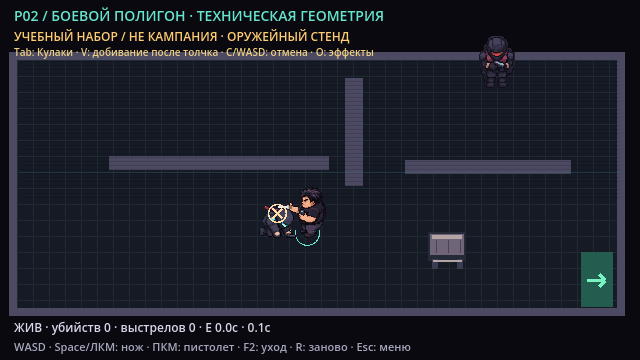 P02 / БОЕВОЙ ПОЛИГОН · ТЕХНИЧЕСКАЯ ГЕОМЕТРИЯ
УЧЕБНЫЙ НАБОР / НЕ КАМПАНИЯ · ОРУЖЕЙНЫЙ СТЕНД
Tab: Кулаки · V: добивание после толчка · C/WASD: отмена · O: эффекты
ЖИВ · убийств 0 · выстрелов 0 · E 0.0с · 0.1с
WASD · Space/ЛКМ: нож · ПКМ: пистолет · F2: уход · R: заново · Esc: меню